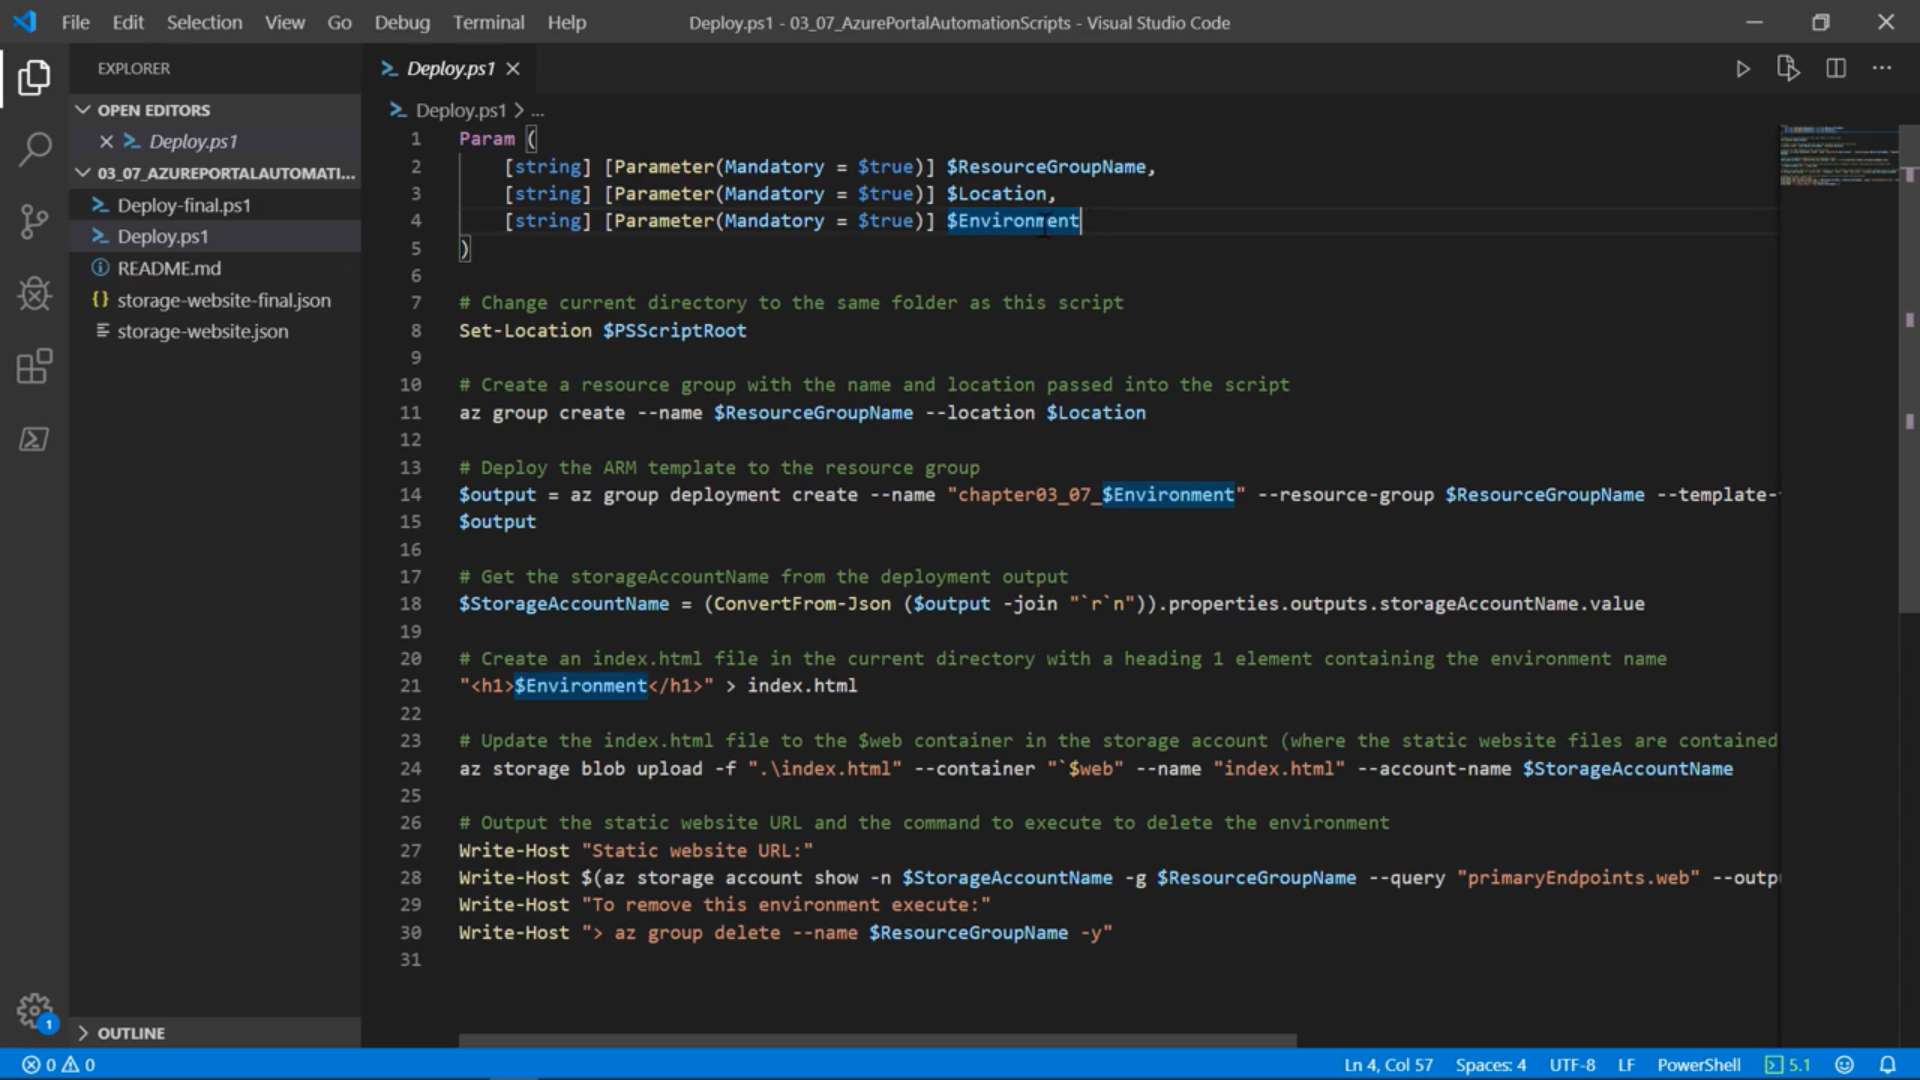 File Edit Selection View Go Debug Terminal Help Deploy.ps1 - 03_07_AzurePortalAutomationScripts - Visual Studio Code
EXPLORER
OPEN EDITORS
Deploy.ps1
03_07_AZUREPORTALAUTOMATI...
Deploy-final.ps1
Deploy.ps1
README.md
{} storage-website-final.json
storage-website.json
OUTLINE
Deploy.ps1
Deploy.ps1 > ...
1 Param (
2 [string] [Parameter(Mandatory = $true)] $ResourceGroupName,
3 [string] [Parameter(Mandatory = $true)] $Location,
4 [string] [Parameter(Mandatory = $true)] $Environment
5 )
6
7 # Change current directory to the same folder as this script
8 Set-Location $PSScriptRoot
9
10 # Create a resource group with the name and location passed into the script
11 az group create --name $ResourceGroupName --location $Location
12
13 # Deploy the ARM template to the resource group
14 $output = az group deployment create --name "chapter03_07_$Environment" --resource-group $ResourceGroupName --template-
15 $output
16
17 # Get the storageAccountName from the deployment output
18 $StorageAccountName = (ConvertFrom-Json ($output -join "`r`n")).properties.outputs.storageAccountName.value
19
20 # Create an index.html file in the current directory with a heading 1 element containing the environment name
21 "<h1>$Environment</h1>" > index.html
22
23 # Update the index.html file to the $web container in the storage account (where the static website files are contained
24 az storage blob upload -f ".\index.html" --container "`$web" --name "index.html" --account-name $StorageAccountName
25
26 # Output the static website URL and the command to execute to delete the environment
27 Write-Host "Static website URL:"
28 Write-Host $(az storage account show -n $StorageAccountName -g $ResourceGroupName --query "primaryEndpoints.web" --outp
29 Write-Host "To remove this environment execute:"
30 Write-Host "> az group delete --name $ResourceGroupName -y"
31
1
0 0 Ln 4, Col 57 Spaces: 4 UTF-8 LF PowerShell 5.1